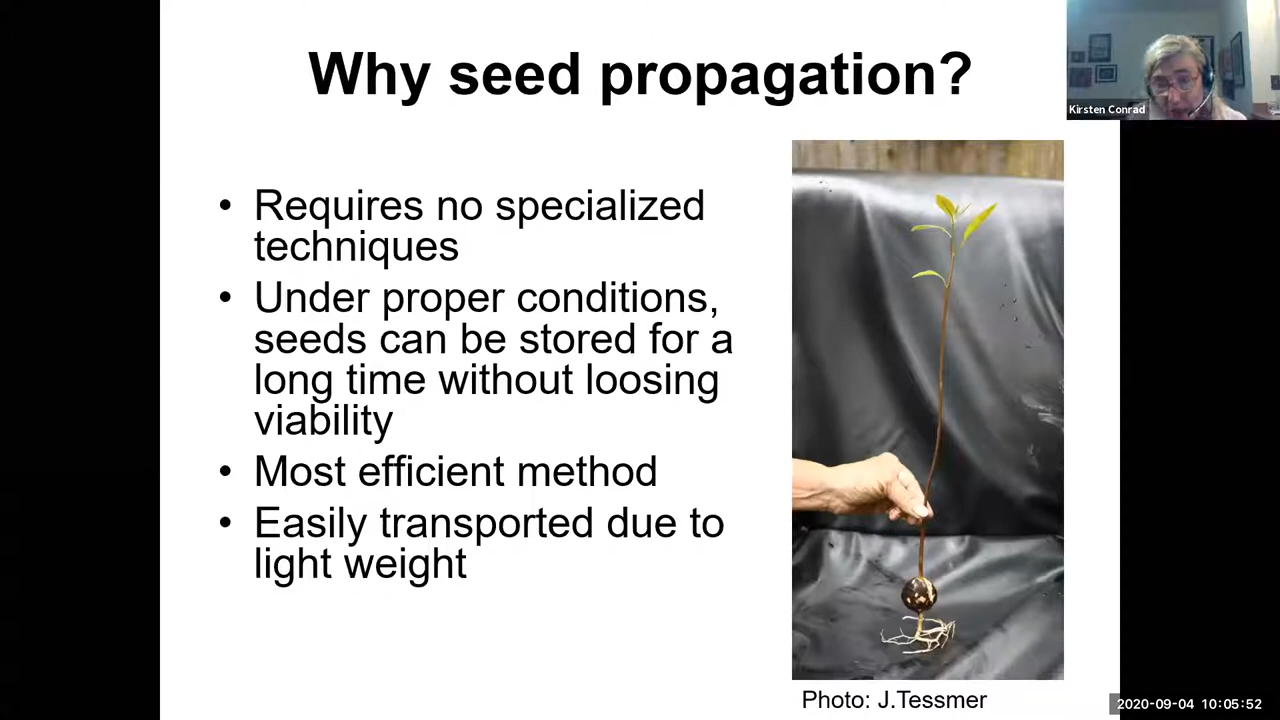 Why seed propagation?
Kirsten Conrad
• Requires no specialized
techniques
• Under proper conditions,
seeds can be stored for a
long time without loosing
viability
• Most efficient method
• Easily transported due to
light weight
Photo: J.Tessmer
2020-09-04 10:05:52